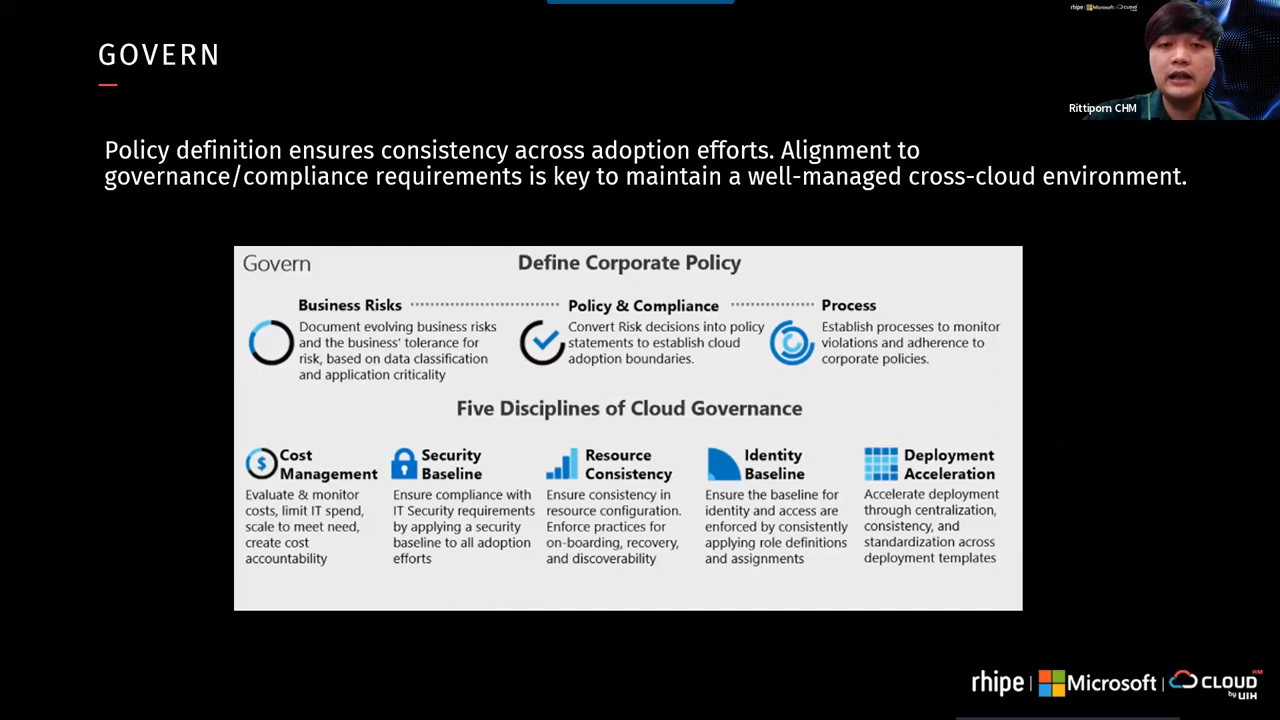 GOVERN
rhipe | Microsoft | CLOUD
Rittiporn CHM
Policy definition ensures consistency across adoption efforts. Alignment to
governance/compliance requirements is key to maintain a well-managed cross-cloud environment.
Govern
Define Corporate Policy
Business Risks
Document evolving business risks
and the business' tolerance for
risk, based on data classification
and application criticality
Policy & Compliance
Convert Risk decisions into policy
statements to establish cloud
adoption boundaries.
Process
Establish processes to monitor
violations and adherence to
corporate policies.
Five Disciplines of Cloud Governance
Cost
Management
Evaluate & monitor
costs, limit IT spend,
scale to meet need,
create cost
accountability
Security
Baseline
Ensure compliance with
IT Security requirements
by applying a security
baseline to all adoption
efforts
Resource
Consistency
Ensure consistency in
resource configuration.
Enforce practices for
on-boarding, recovery,
and discoverability
Identity
Baseline
Ensure the baseline for
identity and access are
enforced by consistently
applying role definitions
and assignments
Deployment
Acceleration
Accelerate deployment
through centralization,
consistency, and
standardization across
deployment templates
rhipe | Microsoft | CLOUD HM
by UIH